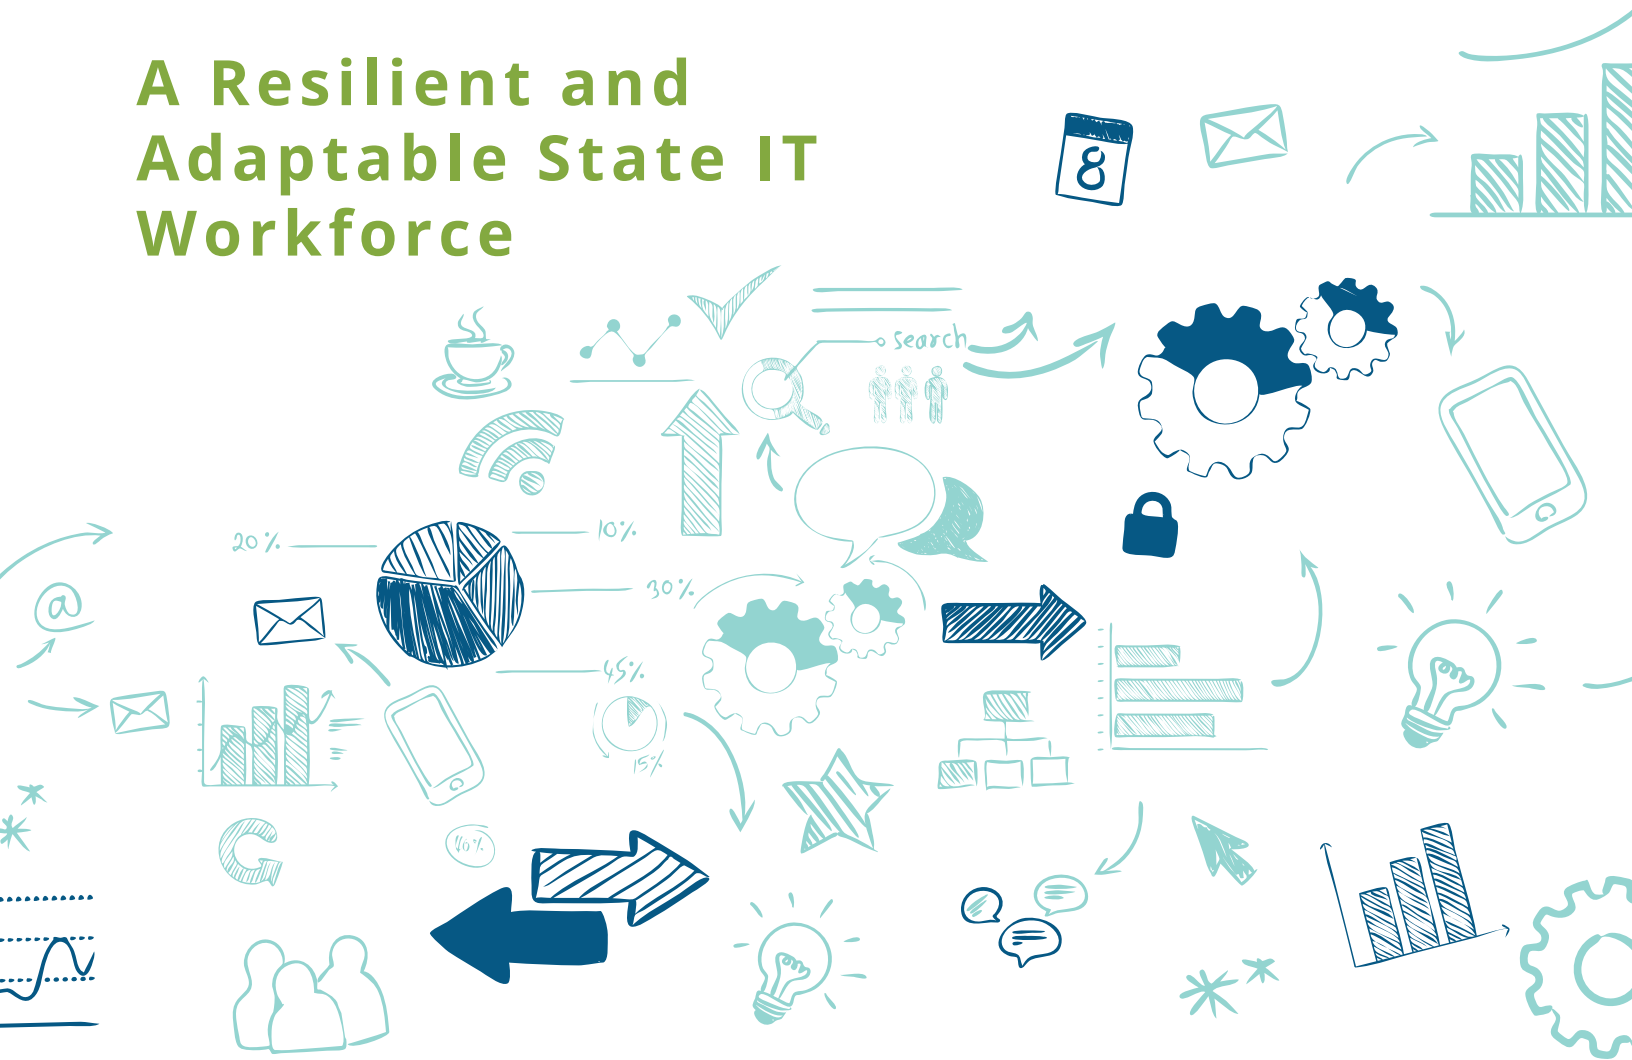 A Resilient and
Adaptable State IT
Workforce
8
search
20%
10%
30%
@
45%
15%